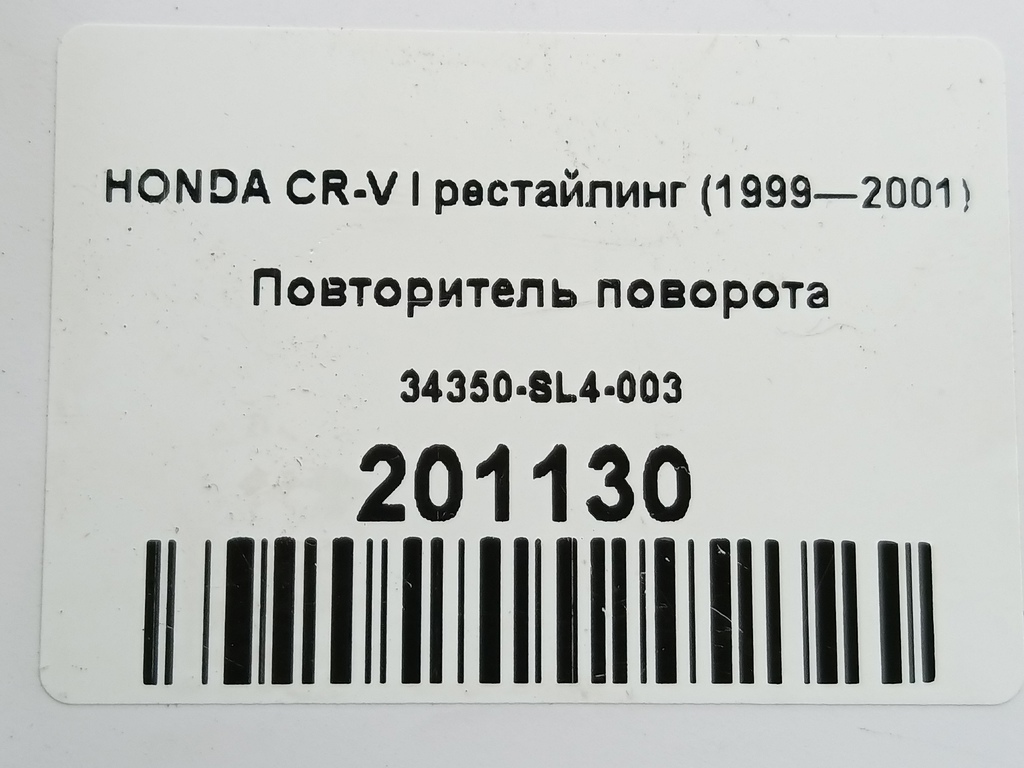 HONDA CR-V I рестайлинг (1999—2001)
Повторитель поворота
34350-SL4-003
201130